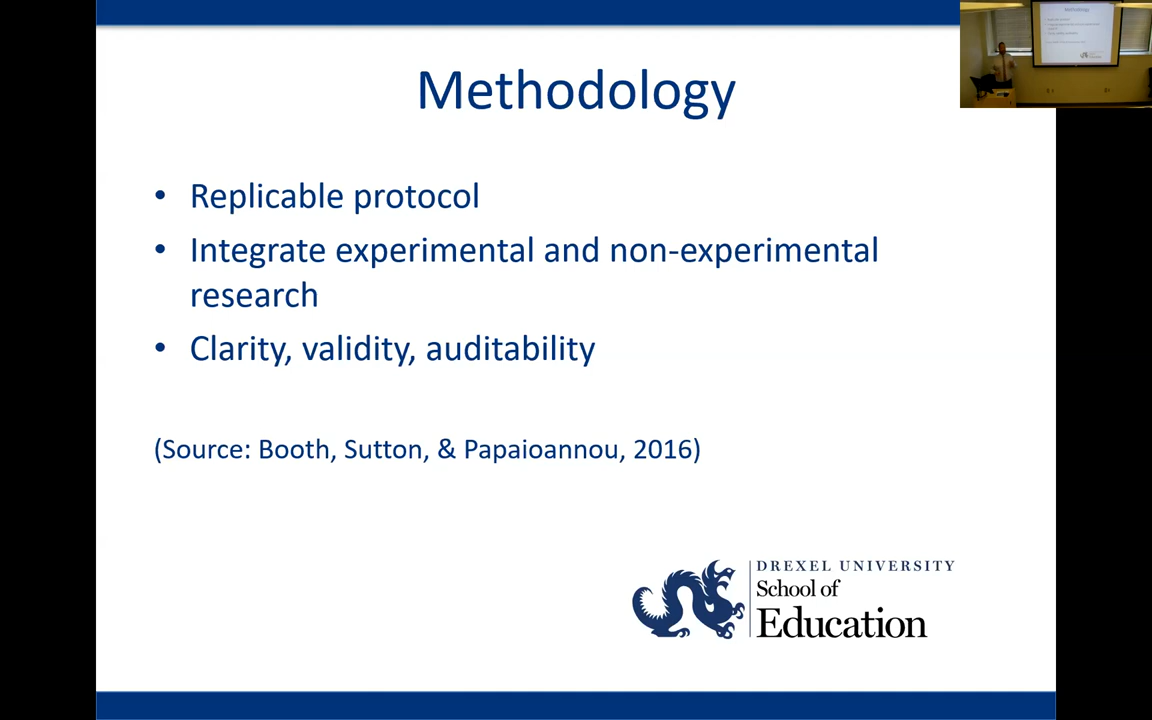 Methodology
• Replicable protocol
• Integrate experimental and non-experimental
research
• Clarity, validity, auditability
(Source: Booth, Sutton, & Papaioannou, 2016)
DREXEL UNIVERSITY
School of
Education
Methodology